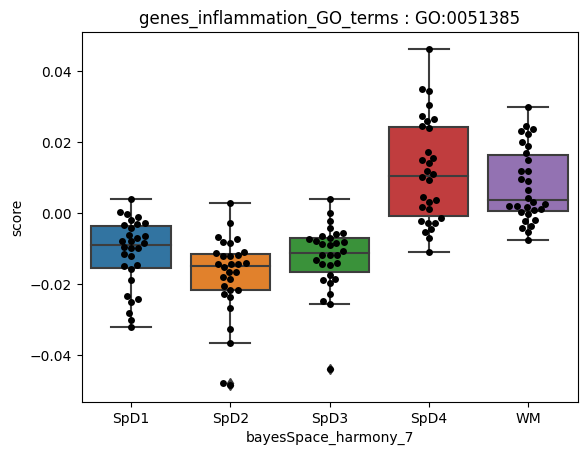 genes_inflammation_GO_terms : GO:0051385
score
0.04
0.02
0.00
−0.02
−0.04
SpD1 SpD2 SpD3 SpD4 WM
bayesSpace_harmony_7